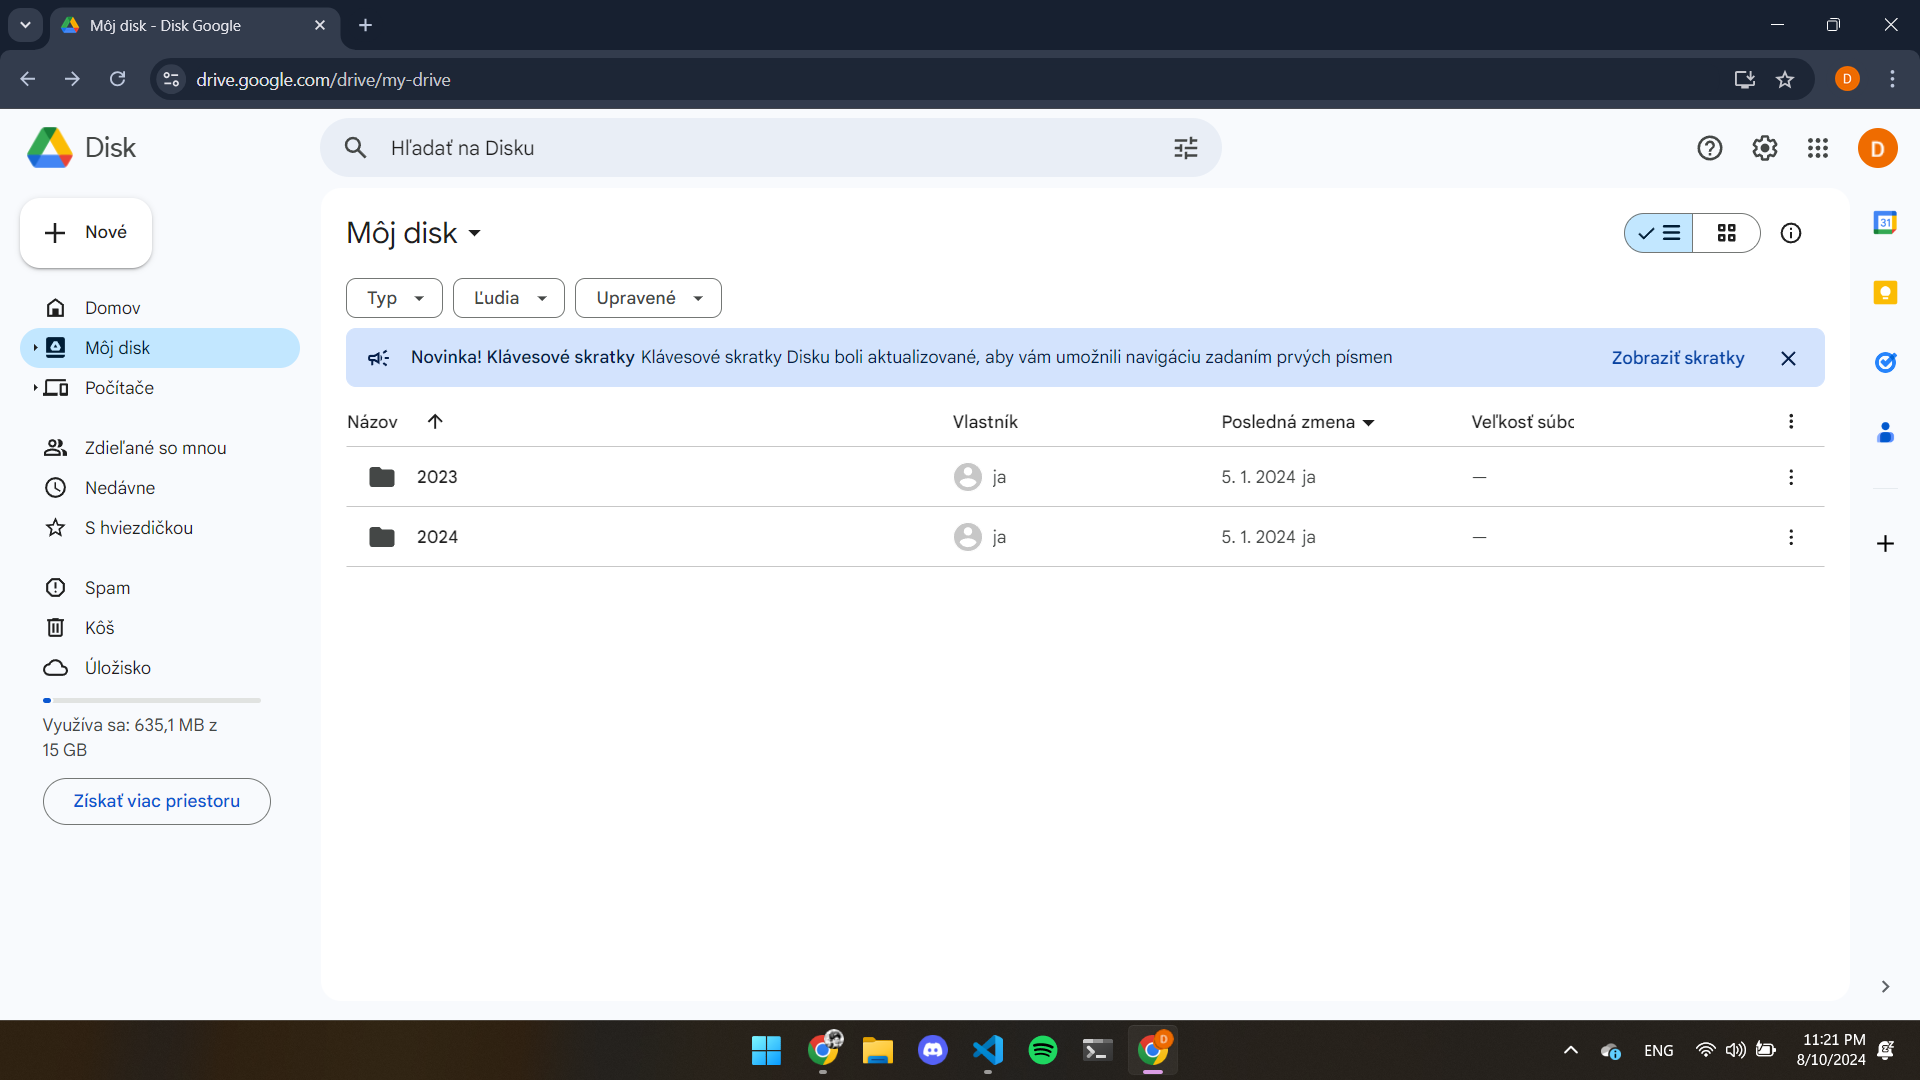 Môj disk - Disk Google
drive.google.com/drive/my-drive
D
Disk
Hľadať na Disku
D
Nové
Môj disk
31
Typ
Ľudia
Upravené
Domov
Môj disk
Počítače
Zdieľané so mnou
Nedávne
S hviezdičkou
Spam
Kôš
Úložisko
Využíva sa: 635,1 MB z
15 GB
Získať viac priestoru
Novinka! Klávesové skratky Klávesové skratky Disku boli aktualizované, aby vám umožnili navigáciu zadaním prvých písmen
Zobraziť skratky
Názov
Vlastník
Posledná zmena
Veľkosť súbc
2023
ja
5. 1. 2024 ja
—
2024
ja
5. 1. 2024 ja
—
D
ENG
11:21 PM
8/10/2024